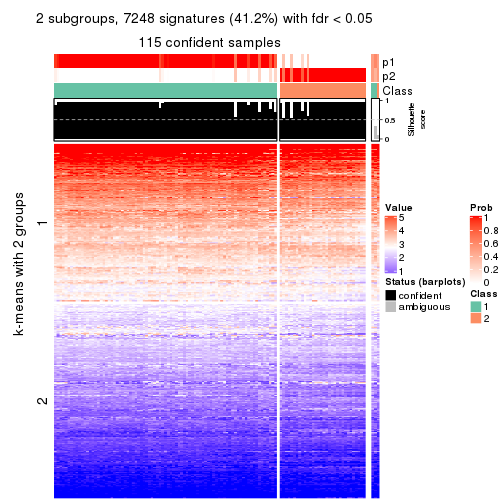 2 subgroups, 7248 signatures (41.2%) with fdr < 0.05
115 confident samples
p1
p2
Class
1
0.5
0
Silhouette
score
k-means with 2 groups
1
2
Value
5
4
3
2
1
Status (barplots)
confident
ambiguous
Prob
1
0.8
0.6
0.4
0.2
0
Class
1
2